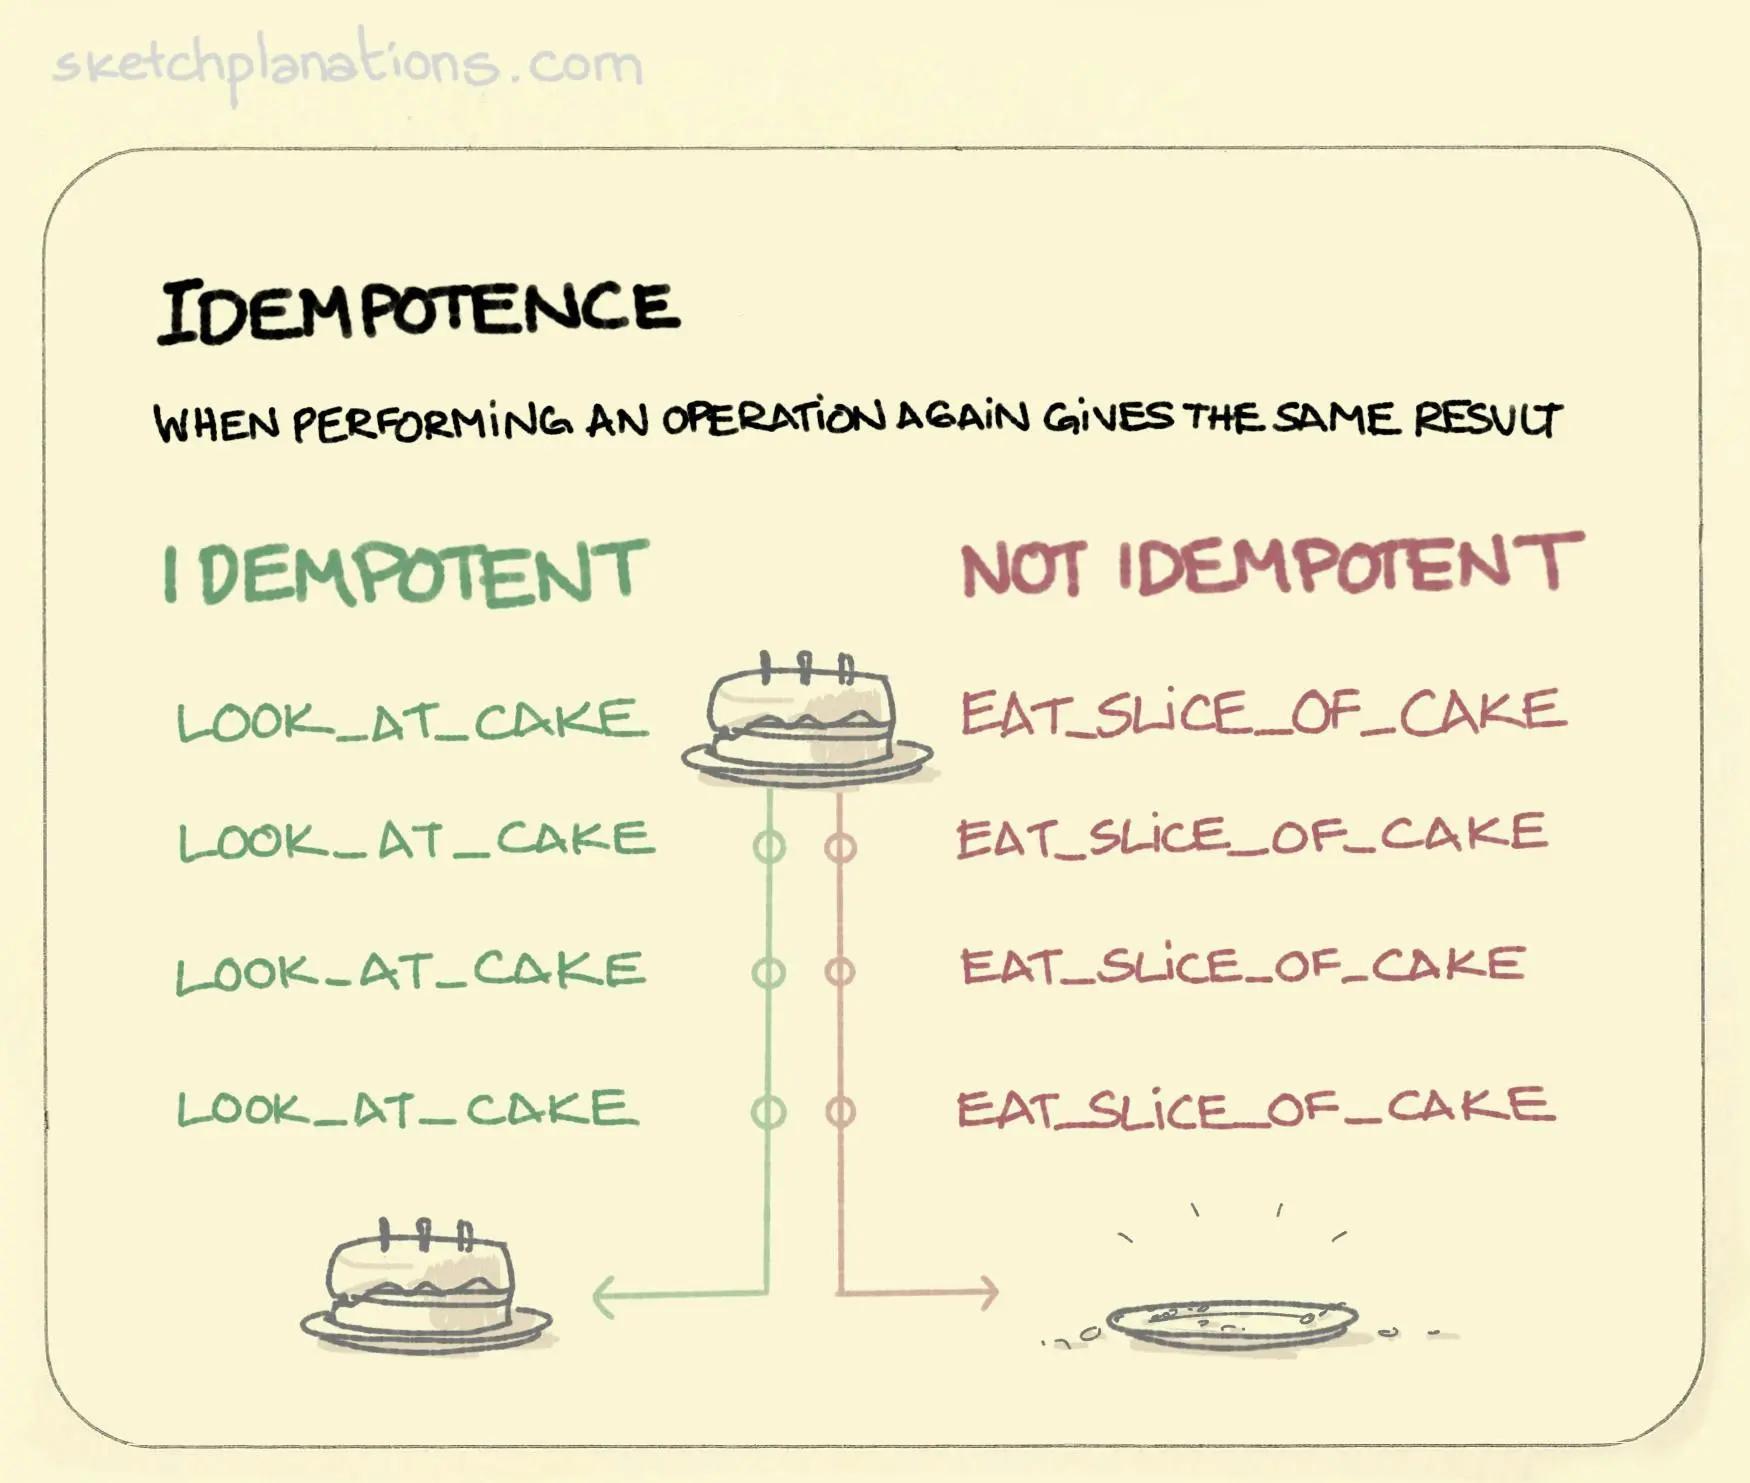 sketchplanations.com
IDEMPOTENCE
WHEN PERFORMING AN OPERATION AGAIN GIVES THE SAME RESULT
IDEMPOTENT
NOT IDEMPOTENT
LOOK_AT_CAKE
EAT_SLICE_OF_CAKE
LOOK_AT_CAKE
EAT_SLICE_OF_CAKE
LOOK_AT_CAKE
EAT_SLICE_OF_CAKE
LOOK_AT_CAKE
EAT_SLICE_OF_CAKE